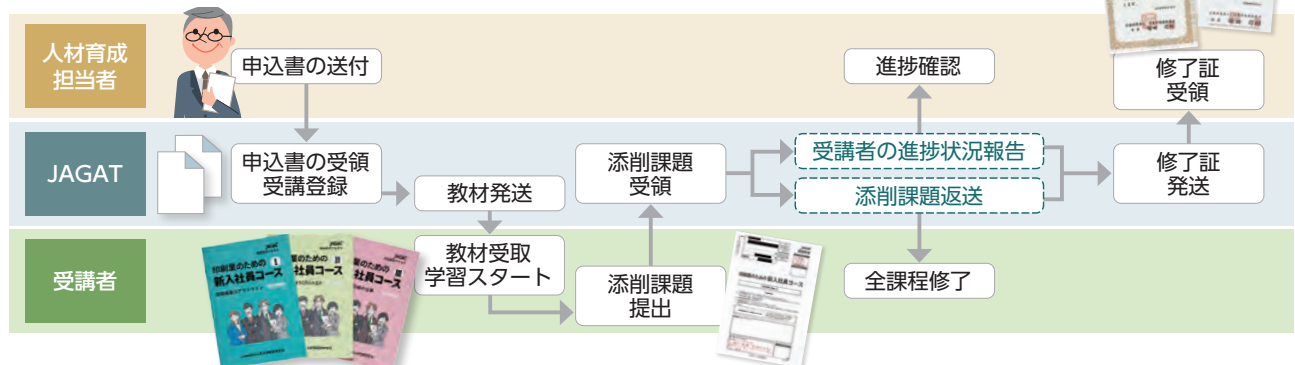 人材育成
担当者
申込書の送付
進捗確認
修了証
受領
JAGAT
申込書の受領
受講登録
教材発送
添削課題
受領
受講者の進捗状況報告
添削課題返送
修了証
発送
受講者
教材受取
学習スタート
添削課題
提出
全課程修了
印刷業のための
新入社員コース